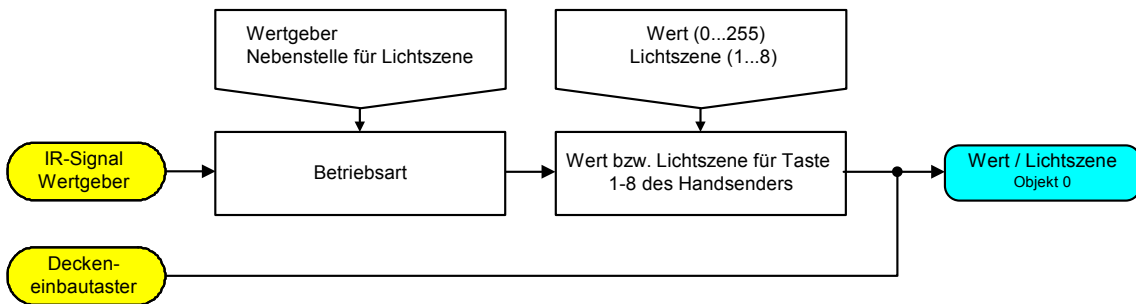 Wertgeber
Nebenstelle für Lichtszene
Wert (0...255)
Lichtszene (1...8)
IR-Signal
Wertgeber
Betriebsart
Wert bzw. Lichtszene für Taste
1-8 des Handsenders
Wert / Lichtszene
Objekt 0
Decken-
einbautaster